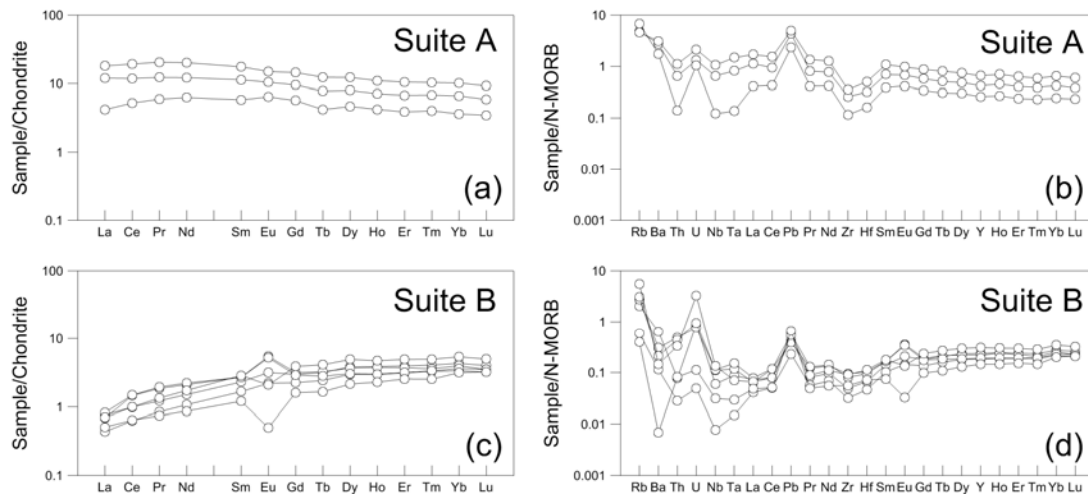 Sample/Chondrite
100
10
1
0.1
Suite A
(a)
La Ce Pr Nd Sm Eu Gd Tb Dy Ho Er Tm Yb Lu
Sample/N-MORB
10
1
0.1
0.01
0.001
Suite A
(b)
Rb Ba Th U Nb Ta La Ce Pb Pr Nd Zr Hf Sm Eu Gd Tb Dy Y Ho Er Tm Yb Lu
Sample/Chondrite
100
10
1
0.1
Suite B
(c)
La Ce Pr Nd Sm Eu Gd Tb Dy Ho Er Tm Yb Lu
Sample/N-MORB
10
1
0.1
0.01
0.001
Suite B
(d)
Rb Ba Th U Nb Ta La Ce Pb Pr Nd Zr Hf Sm Eu Gd Tb Dy Y Ho Er Tm Yb Lu